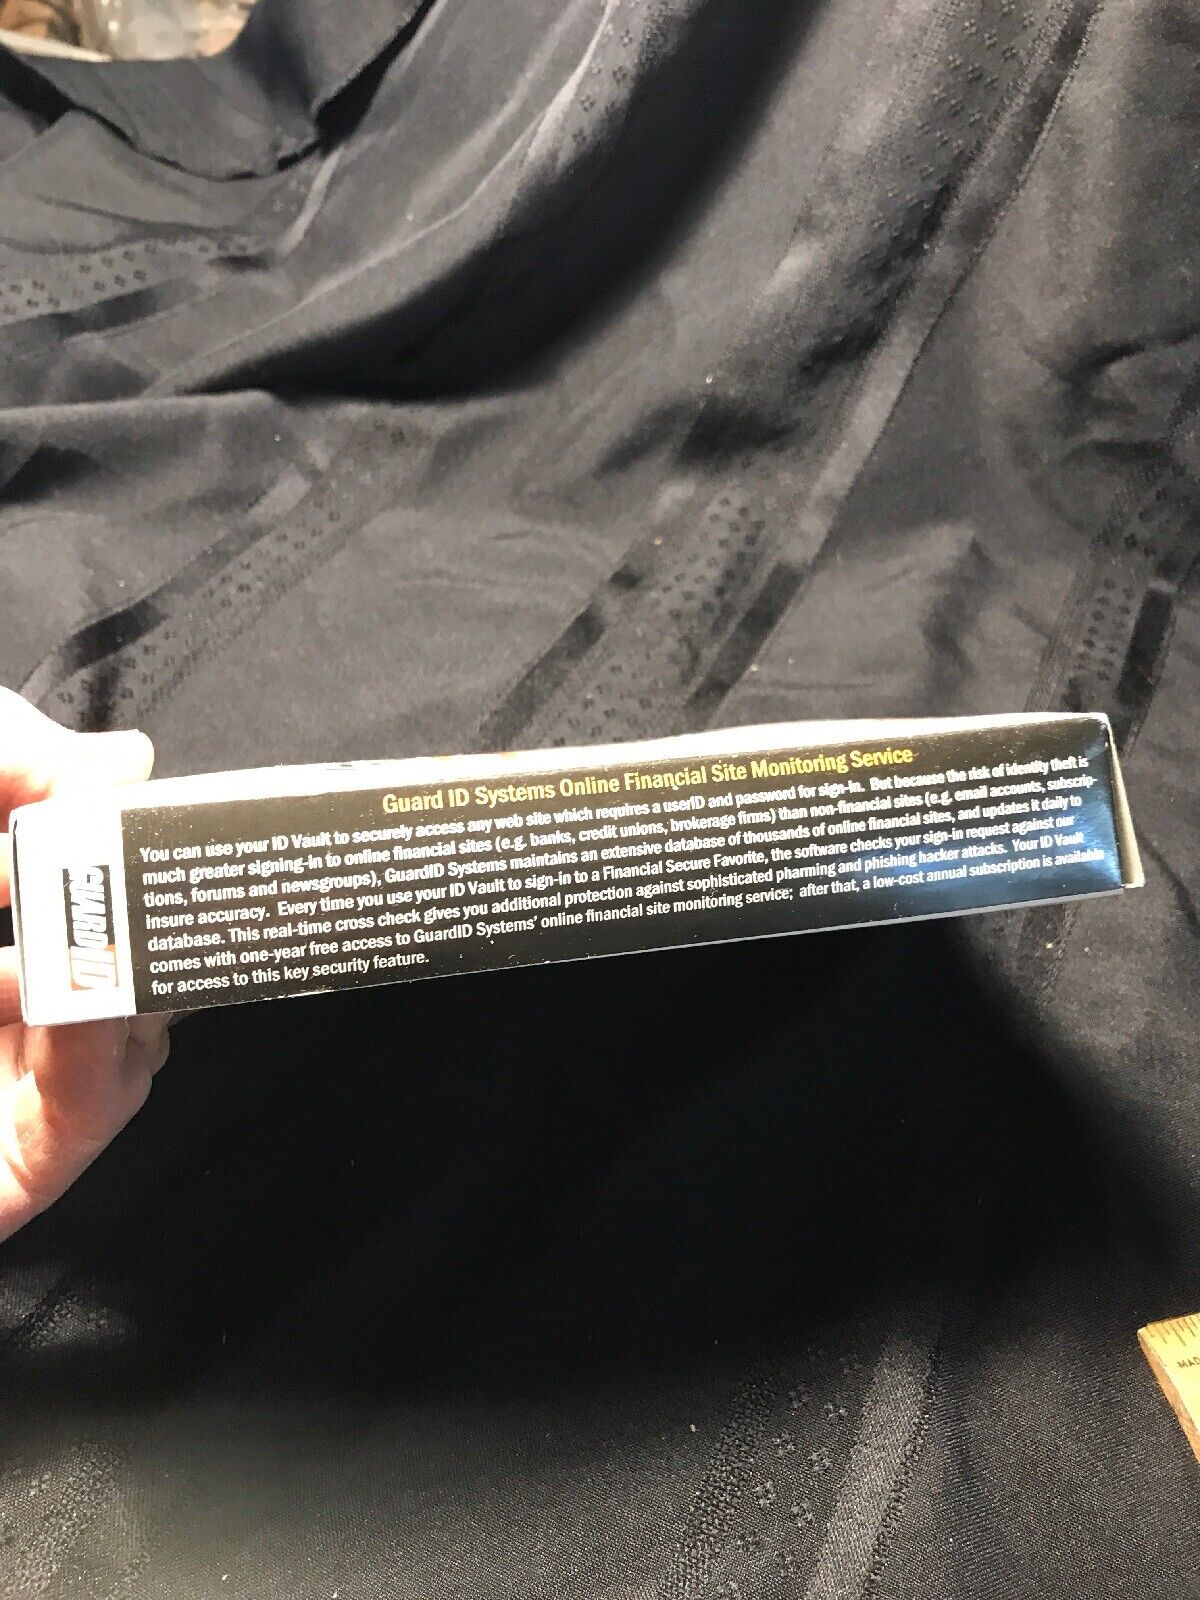 Guard ID Systems Online Financial Site Monitoring Service
You can use your ID Vault to securely access any web site which requires a userID and password for sign-in. But because the risk of identity theft is
much greater signing-in to online financial sites (e.g. banks, credit unions, brokerage firms) than non-financial sites (e.g. email accounts, subscrip-
tions, forums and newsgroups), GuardID Systems maintains an extensive database of thousands of online financial sites, and updates it daily to
insure accuracy. Every time you use your ID Vault to sign-in to a Financial Secure Favorite, the software checks your sign-in request against our
database. This real-time cross check gives you additional protection against sophisticated pharming and phishing hacker attacks. Your ID Vault
comes with one-year free access to GuardID Systems' online financial site monitoring service; after that, a low-cost annual subscription is available
for access to this key security feature.
GUARDID
MAD